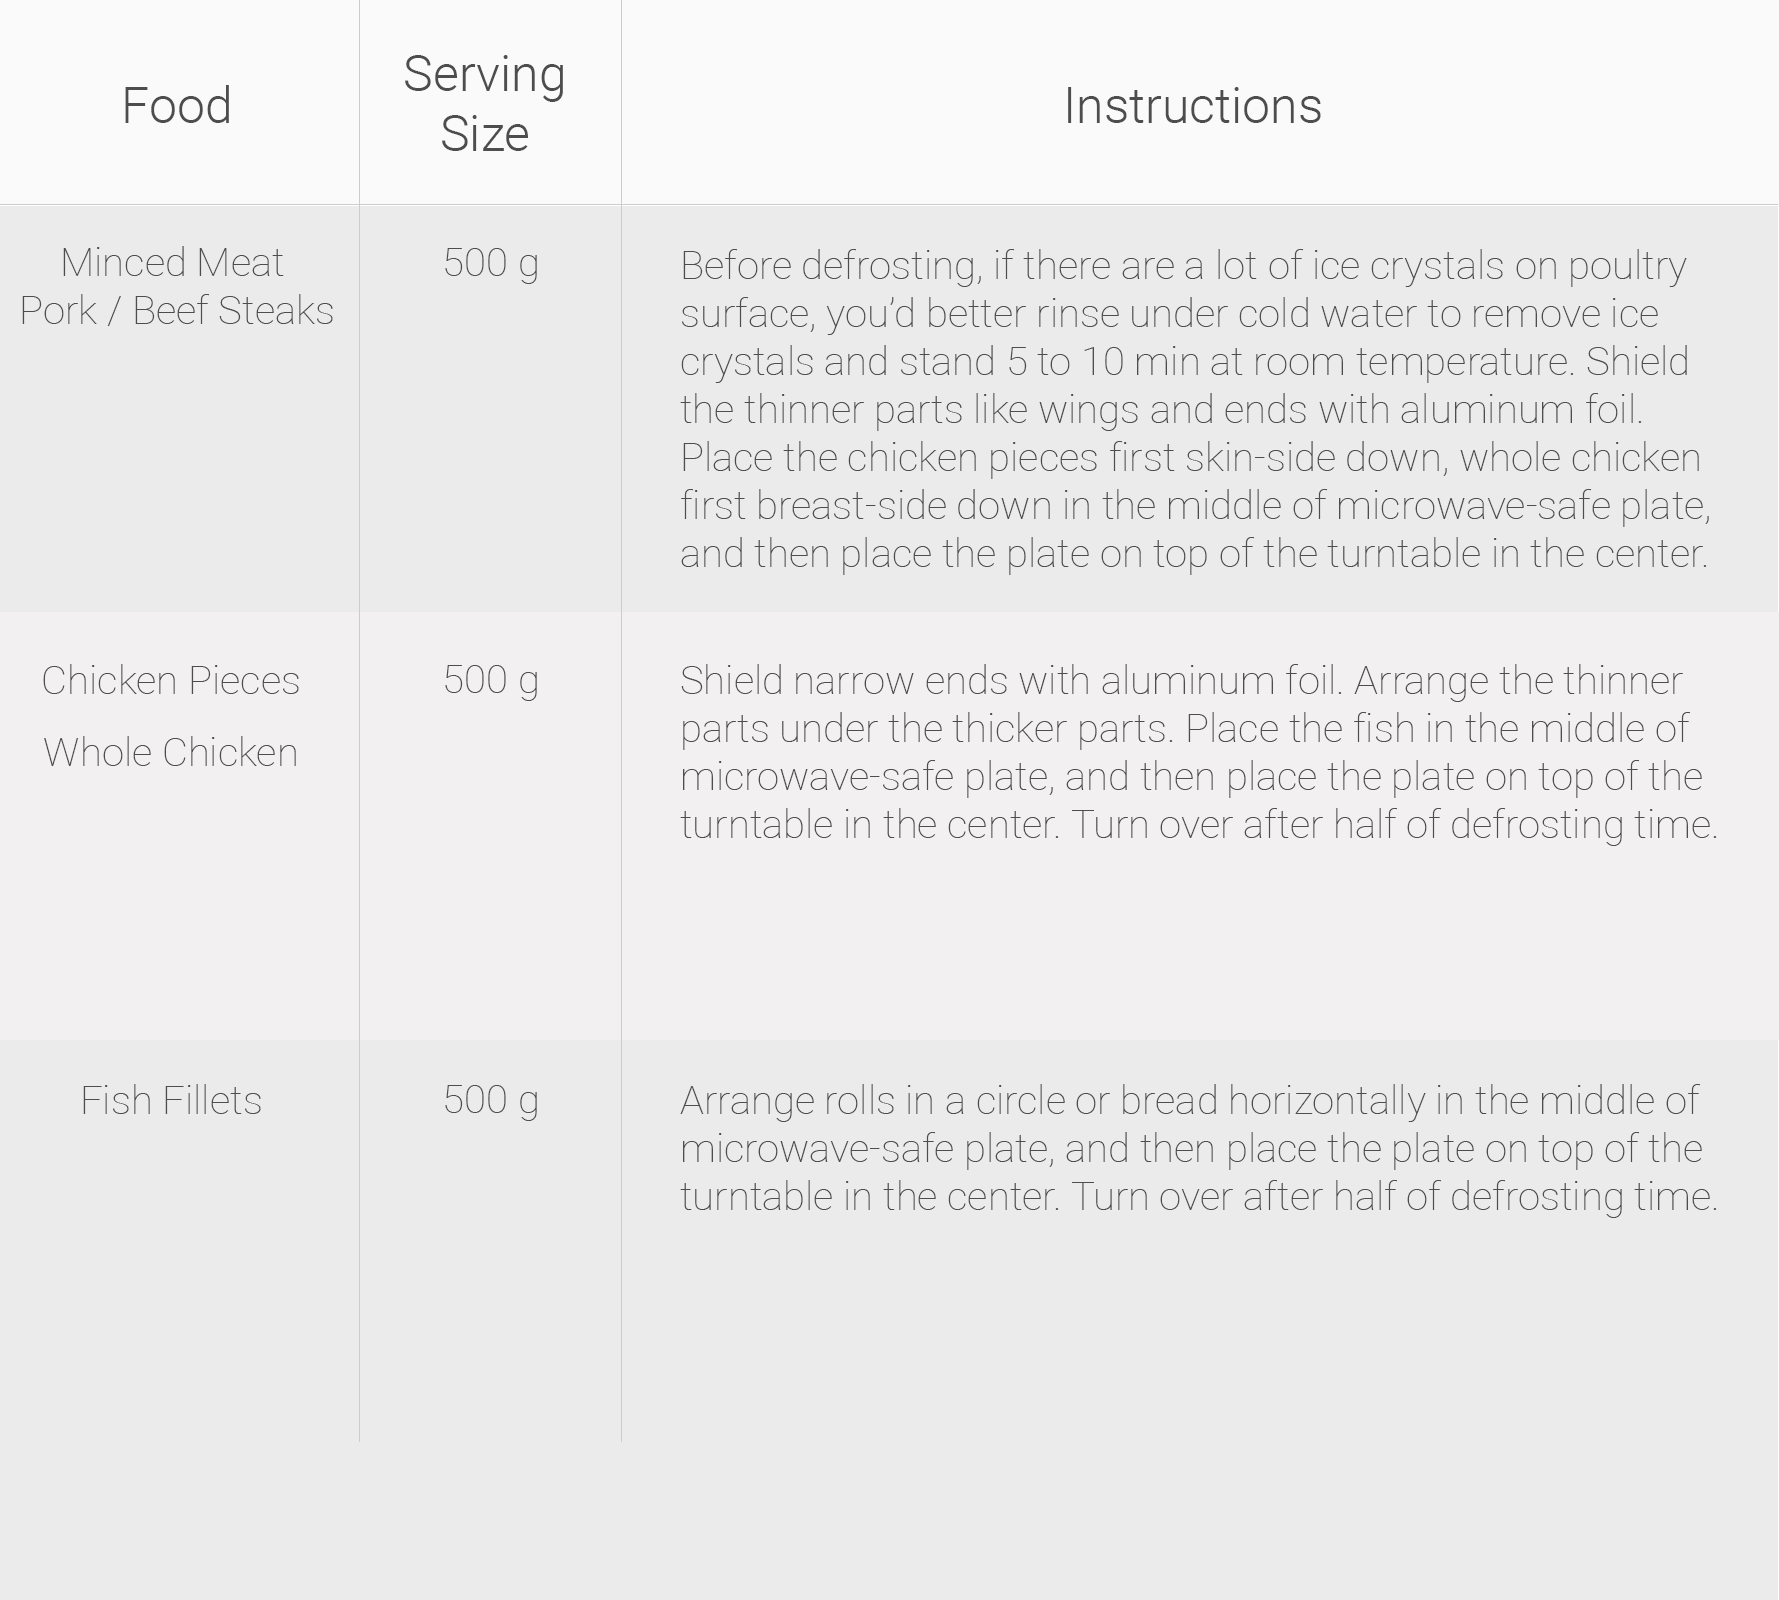 Food
Serving
Size
Instructions
Minced Meat
Pork / Beef Steaks
500 g
Before defrosting, if there are a lot of ice crystals on poultry
surface, you’d better rinse under cold water to remove ice
crystals and stand 5 to 10 min at room temperature. Shield
the thinner parts like wings and ends with aluminum foil.
Place the chicken pieces first skin-side down, whole chicken
first breast-side down in the middle of microwave-safe plate,
and then place the plate on top of the turntable in the center.
Chicken Pieces
Whole Chicken
500 g
Shield narrow ends with aluminum foil. Arrange the thinner
parts under the thicker parts. Place the fish in the middle of
microwave-safe plate, and then place the plate on top of the
turntable in the center. Turn over after half of defrosting time.
Fish Fillets
500 g
Arrange rolls in a circle or bread horizontally in the middle of
microwave-safe plate, and then place the plate on top of the
turntable in the center. Turn over after half of defrosting time.